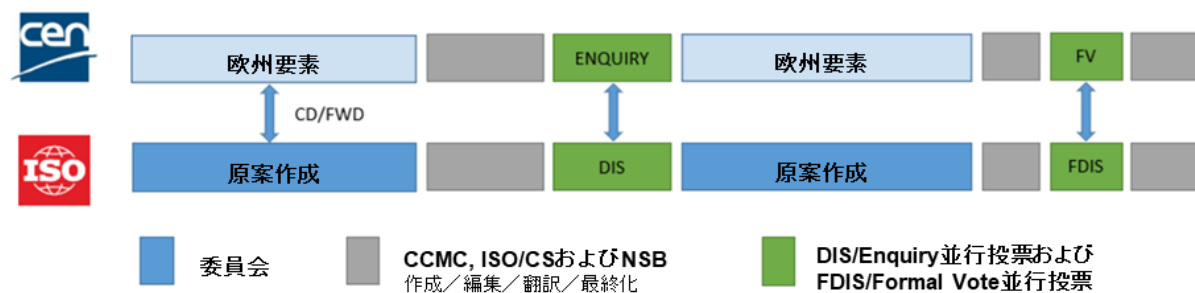 cen
欧州要素
ENQUIRY
欧州要素
FV
CD/FWD
ISO
原案作成
DIS
原案作成
FDIS
委員会
CCMC, ISO/CSおよびNSB
作成／編集／翻訳／最終化
DIS/Enquiry並行投票および
FDIS/Formal Vote並行投票